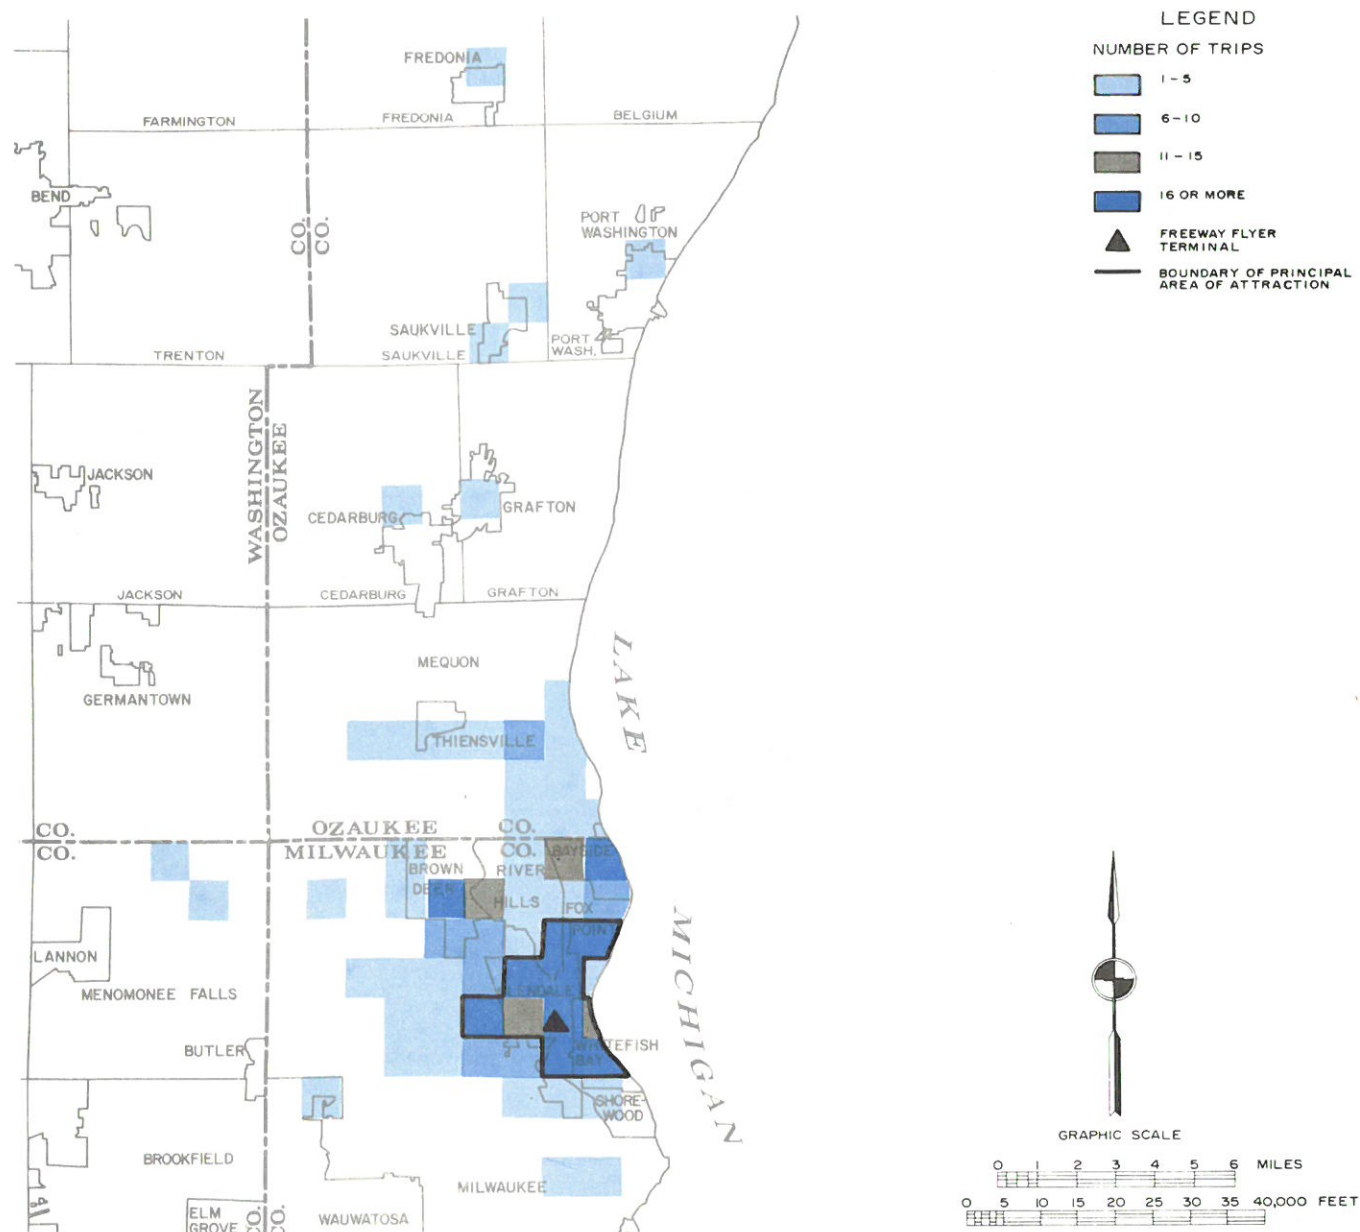 LEGEND
NUMBER OF TRIPS
1 - 5
6 - 10
11 - 15
16 OR MORE
FREEWAY FLYER
TERMINAL
BOUNDARY OF PRINCIPAL
AREA OF ATTRACTION
FREDONIA
FARMINGTON
FREDONIA
BELGIUM
BEND
CO.
CO.
PORT
WASHINGTON
SAUKVILLE
PORT
WASH.
TRENTON
SAUKVILLE
WASHINGTON
OZAUKEE
JACKSON
CEDARBURG
GRAFTON
JACKSON
CEDARBURG
GRAFTON
LAKE
MICHIGAN
MEQUON
GERMANTOWN
THIENSVILLE
CO.
OZAUKEE CO.
CO.
MILWAUKEE CO.
BAYSIDE
BROWN
DEER
RIVER
HILLS
FOX
POINT
LANNON
GLENDALE
MENOMONEE FALLS
BUTLER
WHITEFISH
BAY
SHORE-
WOOD
BROOKFIELD
MILWAUKEE
ELM
GROVE
CO.
CO.
WAUWATOSA
GRAPHIC SCALE
0 1 2 3 4 5 6 MILES
0 5 10 15 20 25 30 35 40,000 FEET